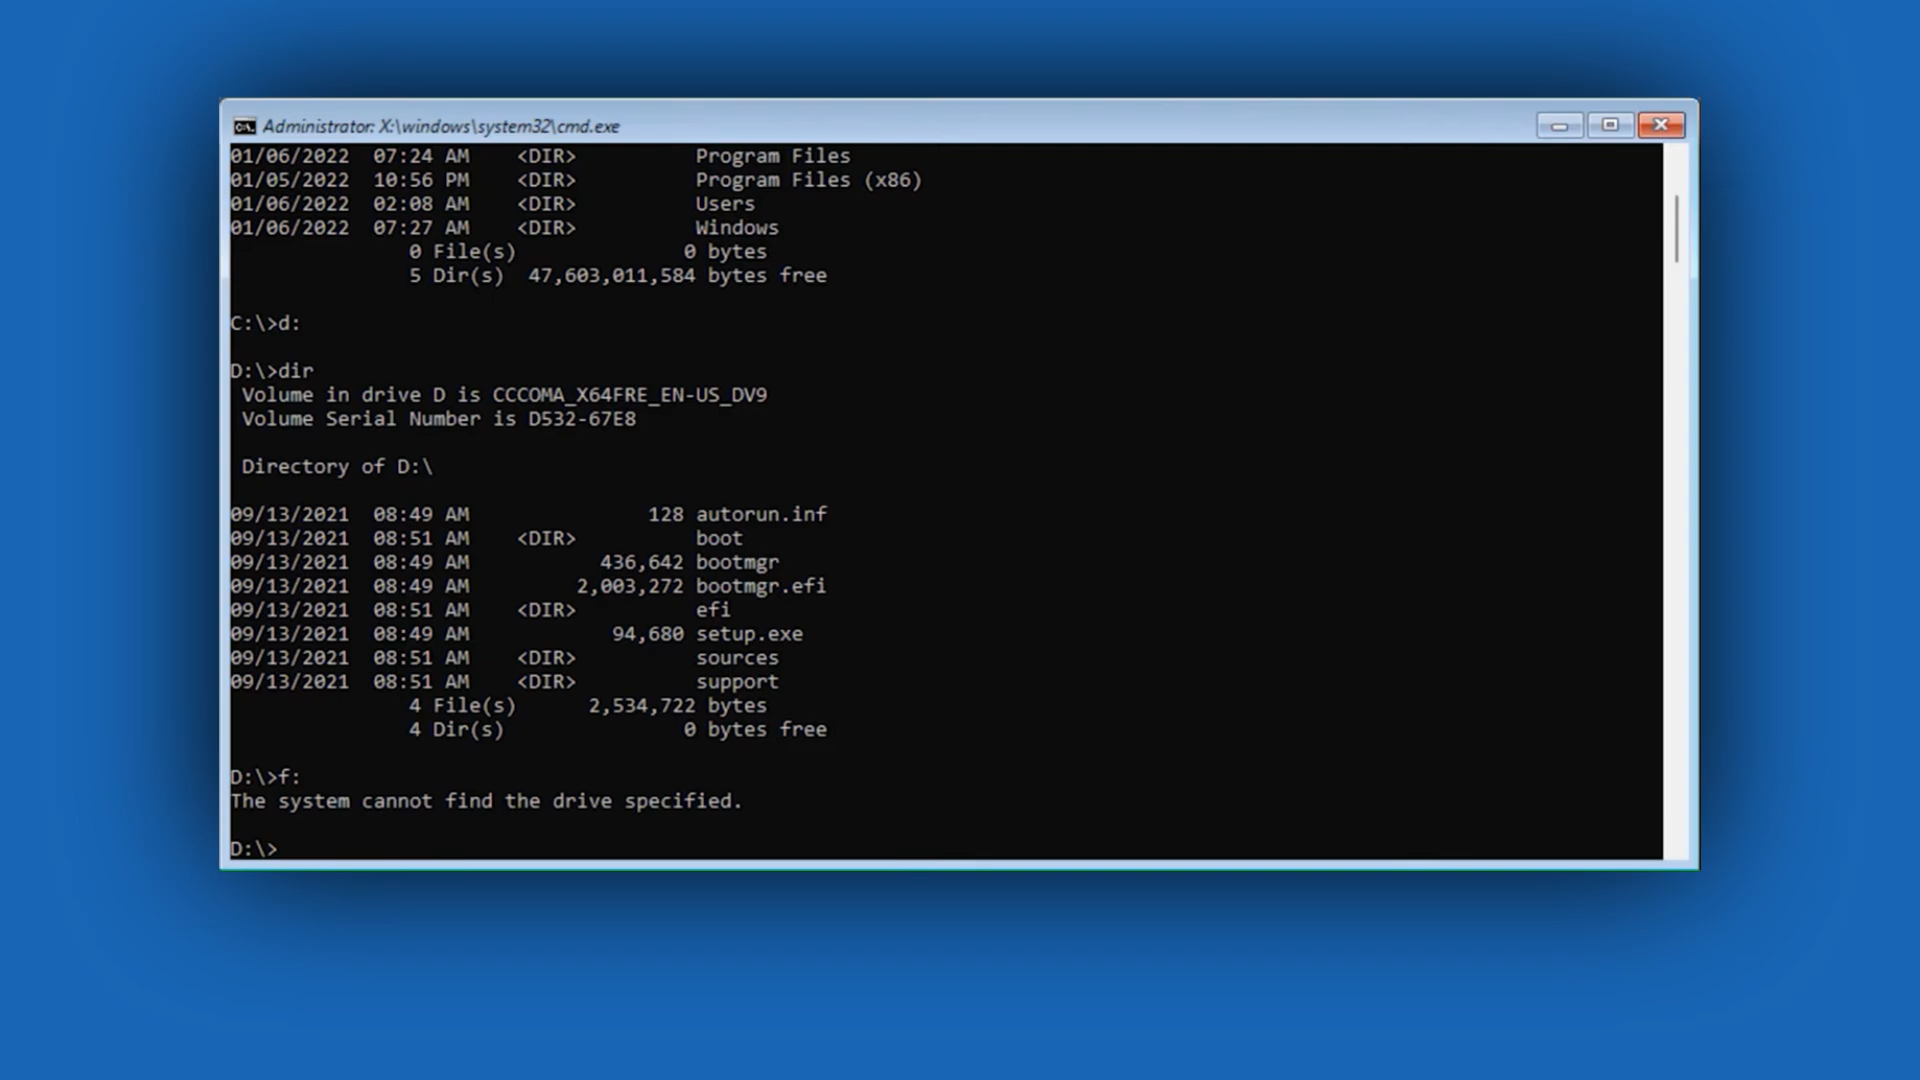 Administrator: X:\windows\system32\cmd.exe
01/06/2022  07:24 AM    <DIR>          Program Files
01/05/2022  10:56 PM    <DIR>          Program Files (x86)
01/06/2022  02:08 AM    <DIR>          Users
01/06/2022  07:27 AM    <DIR>          Windows
               0 File(s)              0 bytes
               5 Dir(s)  47,603,011,584 bytes free
C:\>d:
D:\>dir
 Volume in drive D is CCCOMA_X64FRE_EN-US_DV9
 Volume Serial Number is D532-67E8
 Directory of D:\
09/13/2021  08:49 AM               128 autorun.inf
09/13/2021  08:51 AM    <DIR>          boot
09/13/2021  08:49 AM           436,642 bootmgr
09/13/2021  08:49 AM         2,003,272 bootmgr.efi
09/13/2021  08:51 AM    <DIR>          efi
09/13/2021  08:49 AM            94,680 setup.exe
09/13/2021  08:51 AM    <DIR>          sources
09/13/2021  08:51 AM    <DIR>          support
               4 File(s)      2,534,722 bytes
               4 Dir(s)               0 bytes free
D:\>f:
The system cannot find the drive specified.
D:\>